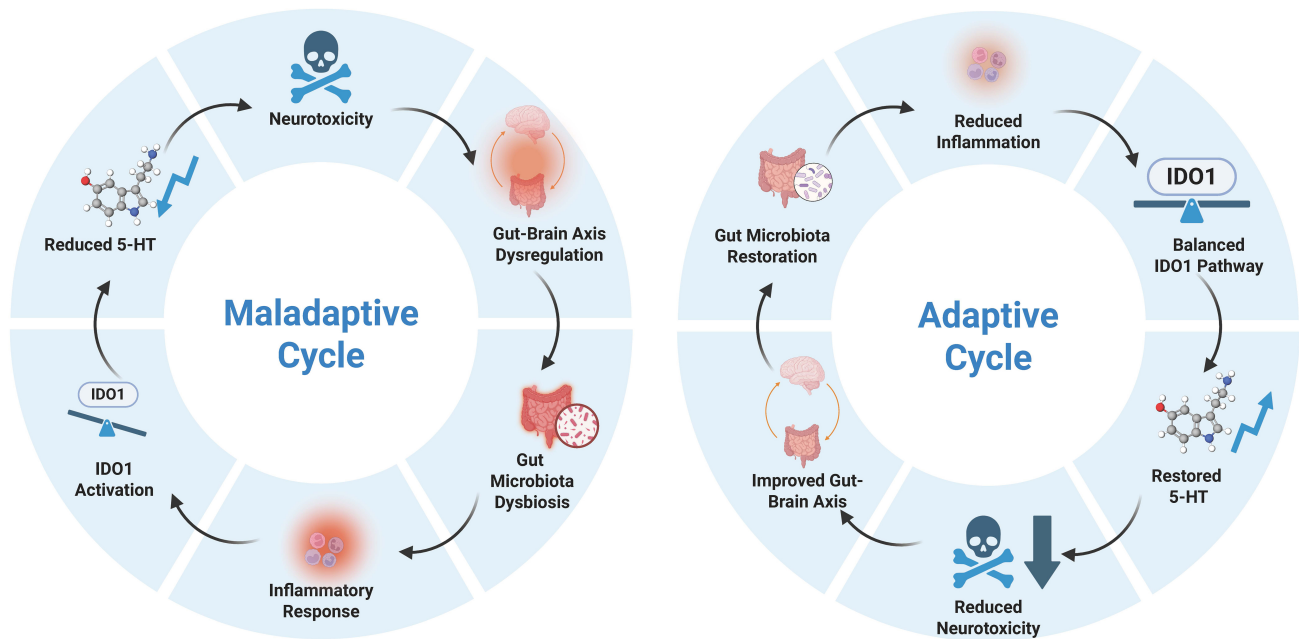 Neurotoxicity
Gut-Brain Axis
Dysregulation
Gut
Microbiota
Dysbiosis
Inflammatory
Response
IDO1
IDO1
Activation
Reduced 5-HT
Maladaptive
Cycle
Reduced
Inflammation
IDO1
Balanced
IDO1 Pathway
Restored
5-HT
Reduced
Neurotoxicity
Improved Gut-
Brain Axis
Gut Microbiota
Restoration
Adaptive
Cycle